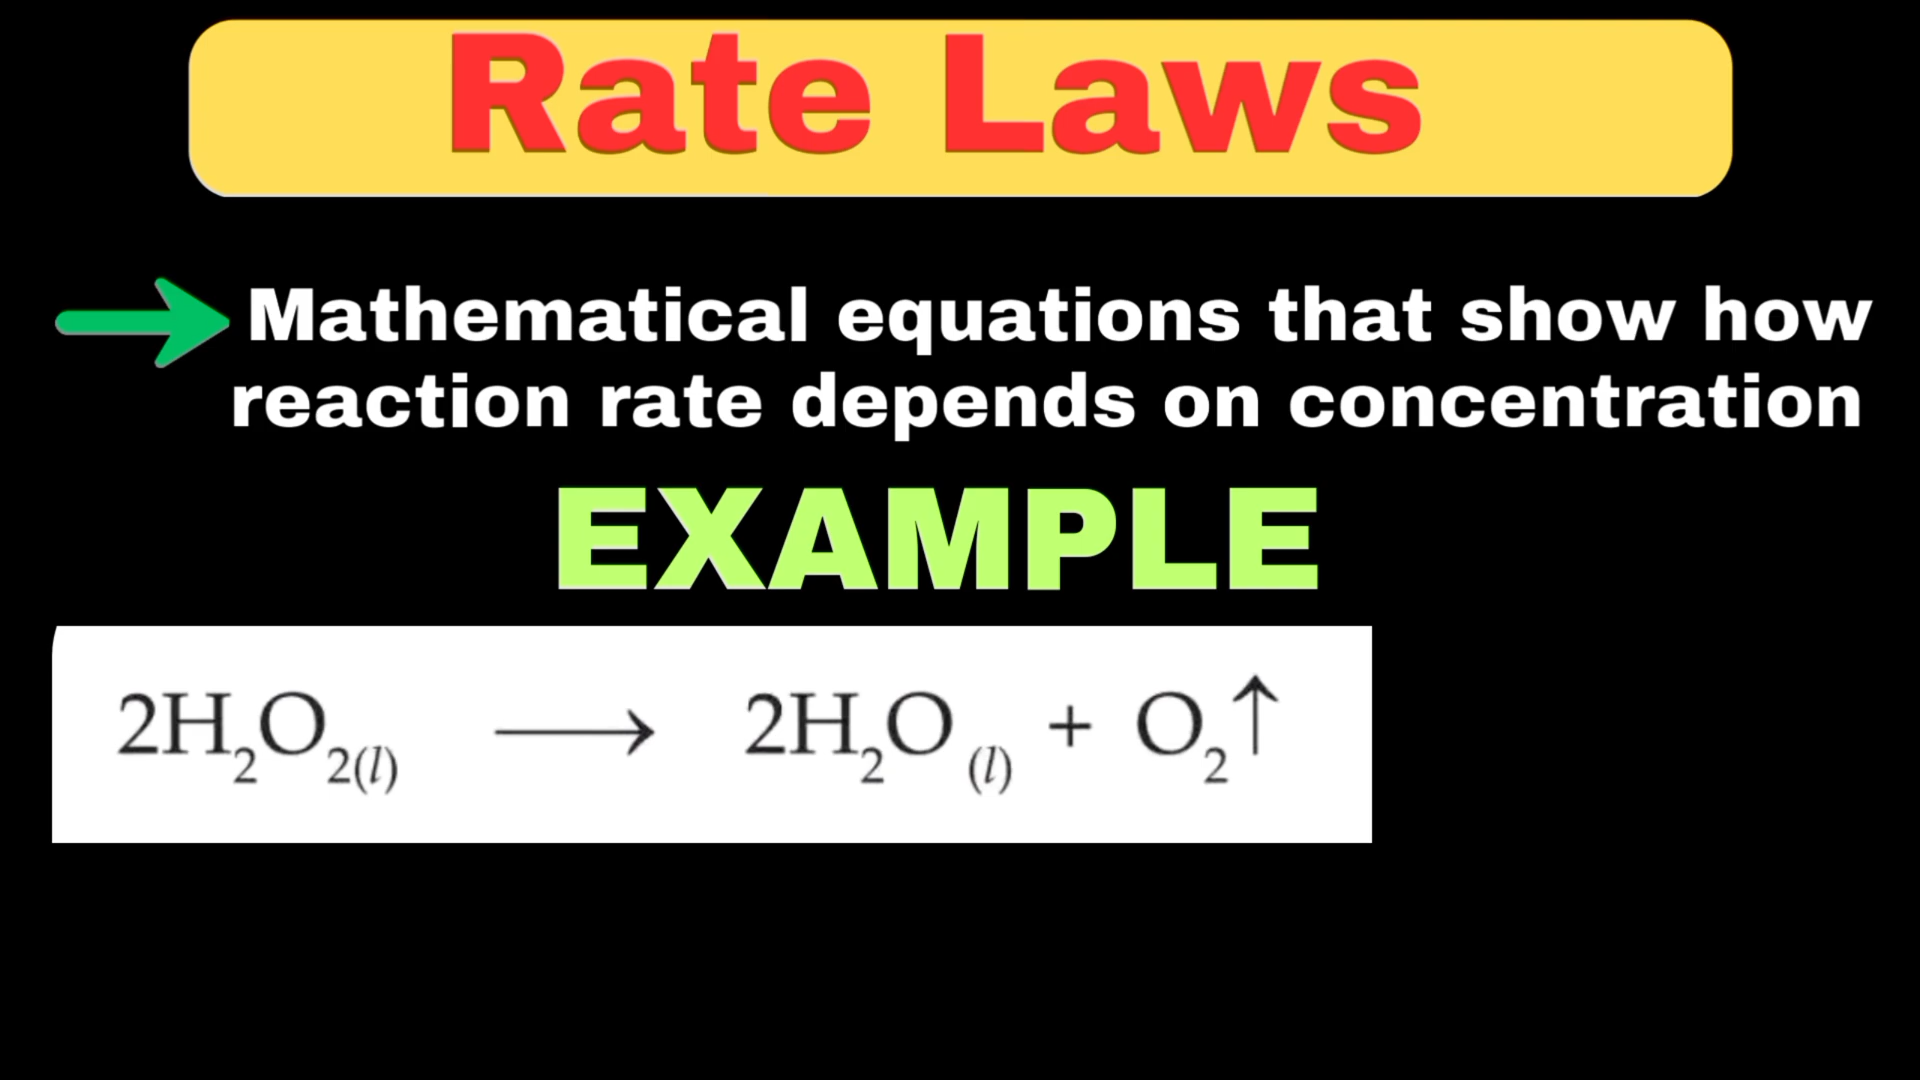 Rate Laws
Mathematical equations that show how
reaction rate depends on concentration
EXAMPLE
2H₂O₂(l) ⟶ 2H₂O (l) + O₂↑